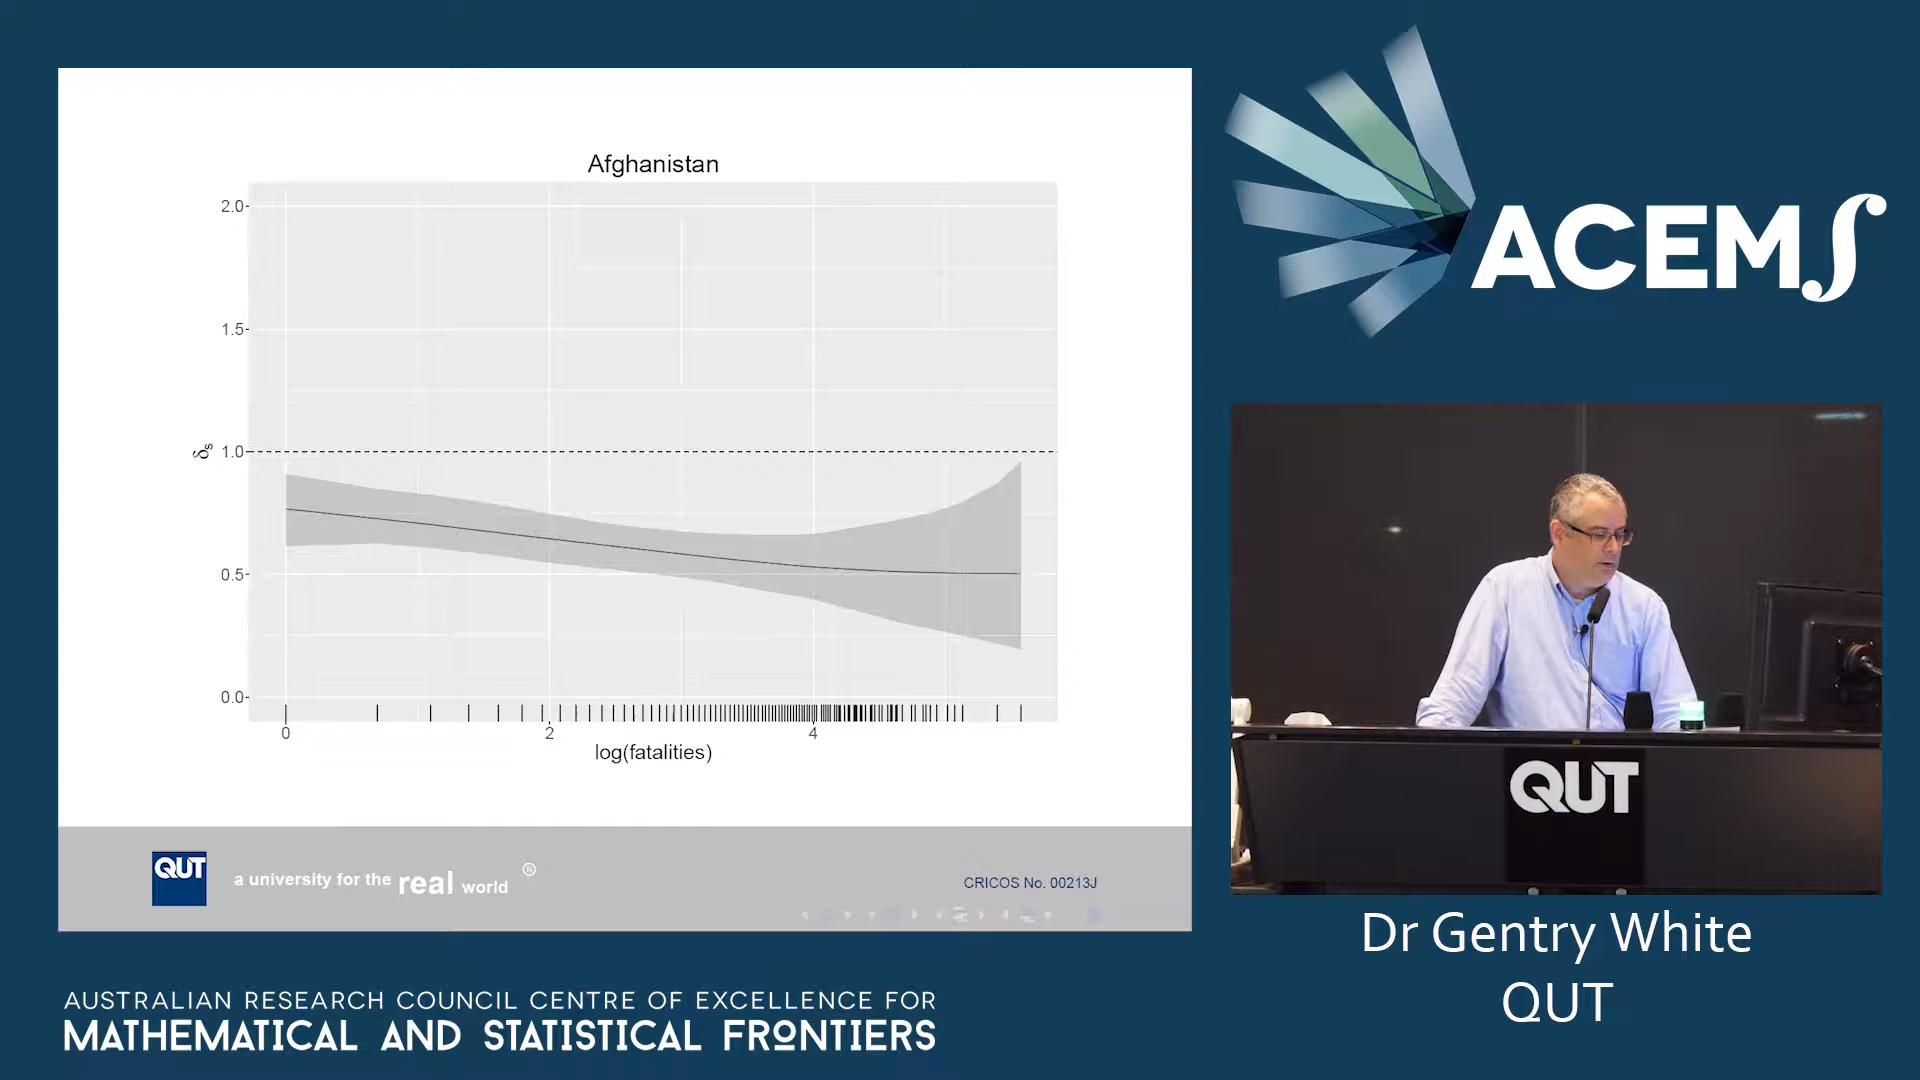 Afghanistan
2.0
1.5
1.0
0.5
0.0
δs
0 2 4
log(fatalities)
QUT
a university for the real world ®
CRICOS No. 00213J
ACEMS
QUT
Dr Gentry White
QUT
AUSTRALIAN RESEARCH COUNCIL CENTRE OF EXCELLENCE FOR
MATHEMATICAL AND STATISTICAL FRONTIERS